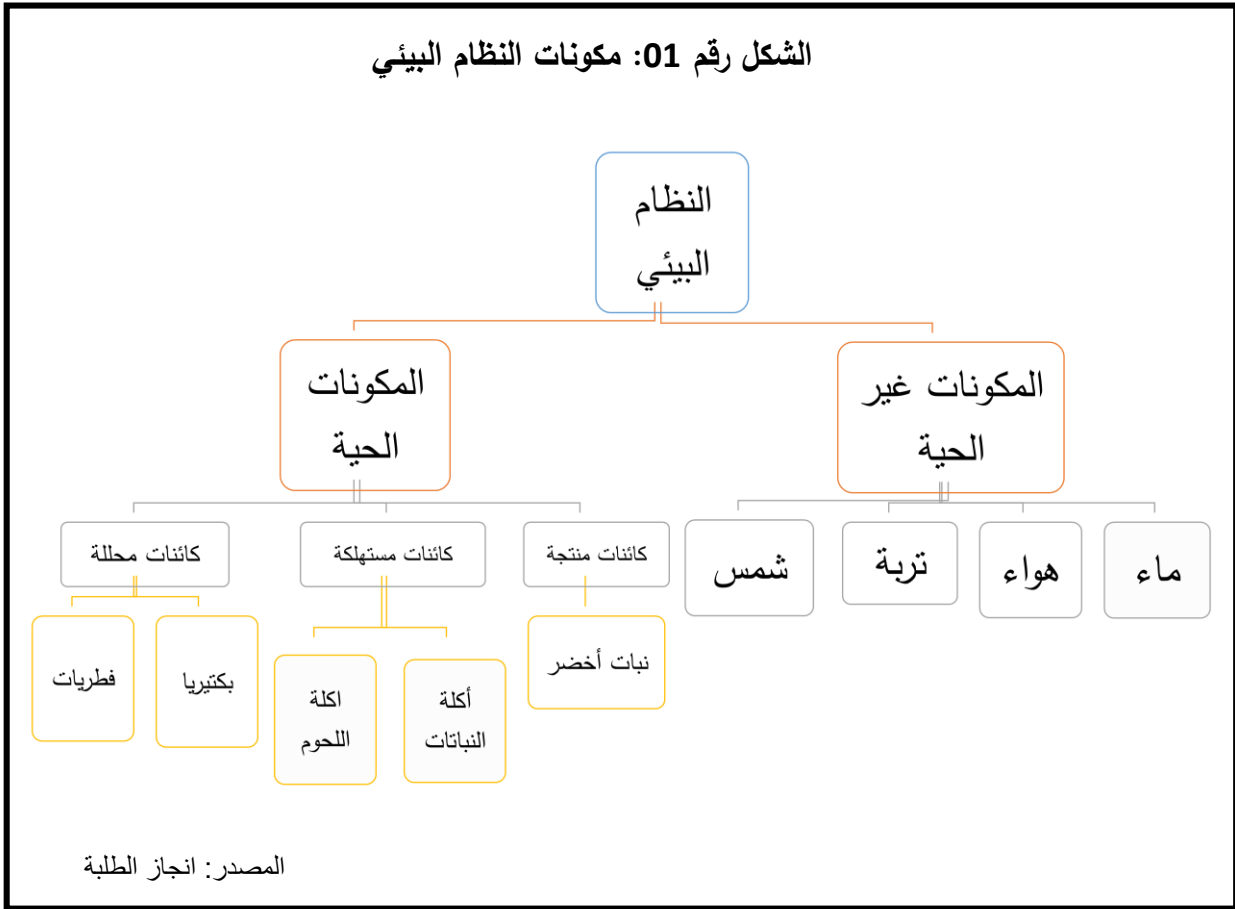 الشكل رقم 01: مكونات النظام البيئي
النظام
البيئي
المكونات غير
الحية
المكونات
الحية
ماء
هواء
تربة
شمس
كائنات منتجة
كائنات مستهلكة
كائنات محللة
نبات أخضر
أكلة
النباتات
اكلة
اللحوم
بكتيريا
فطريات
المصدر: انجاز الطلبة